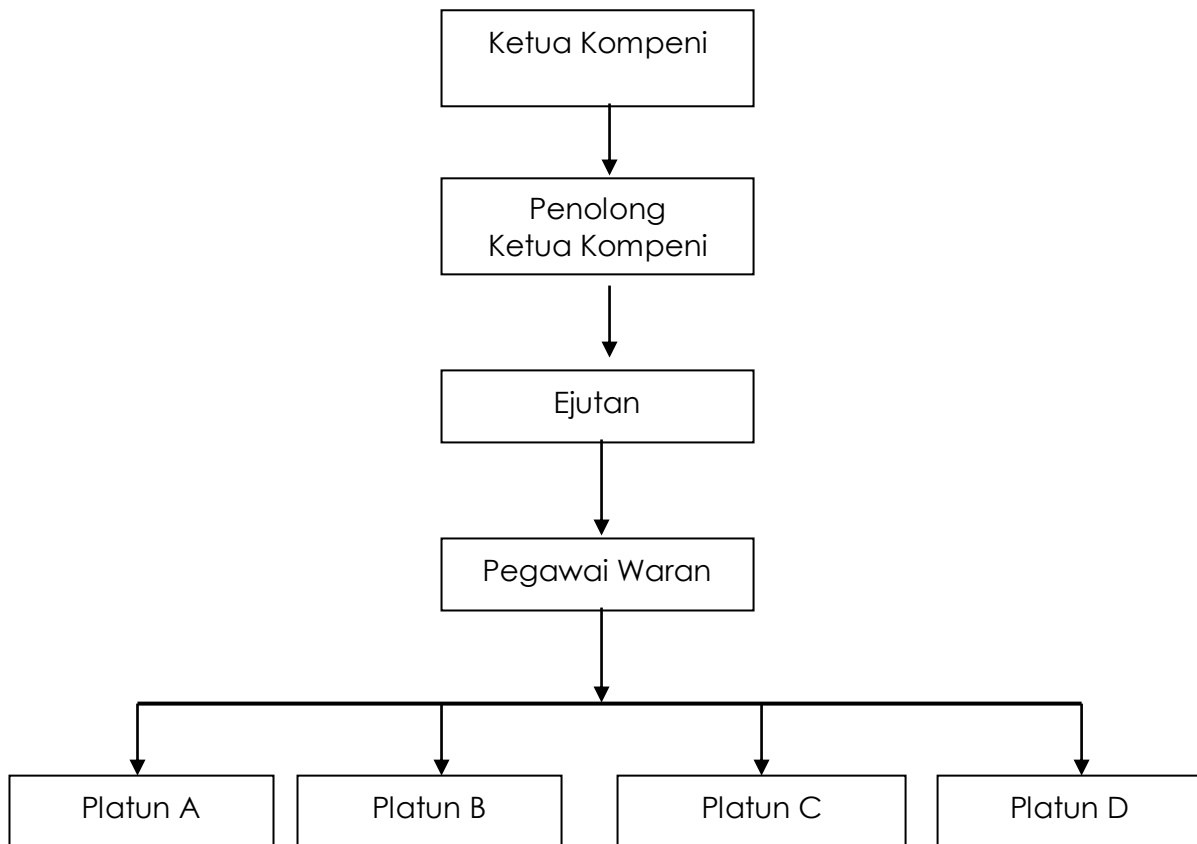 Ketua Kompeni
Penolong
Ketua Kompeni
Ejutan
Pegawai Waran
Platun A
Platun B
Platun C
Platun D